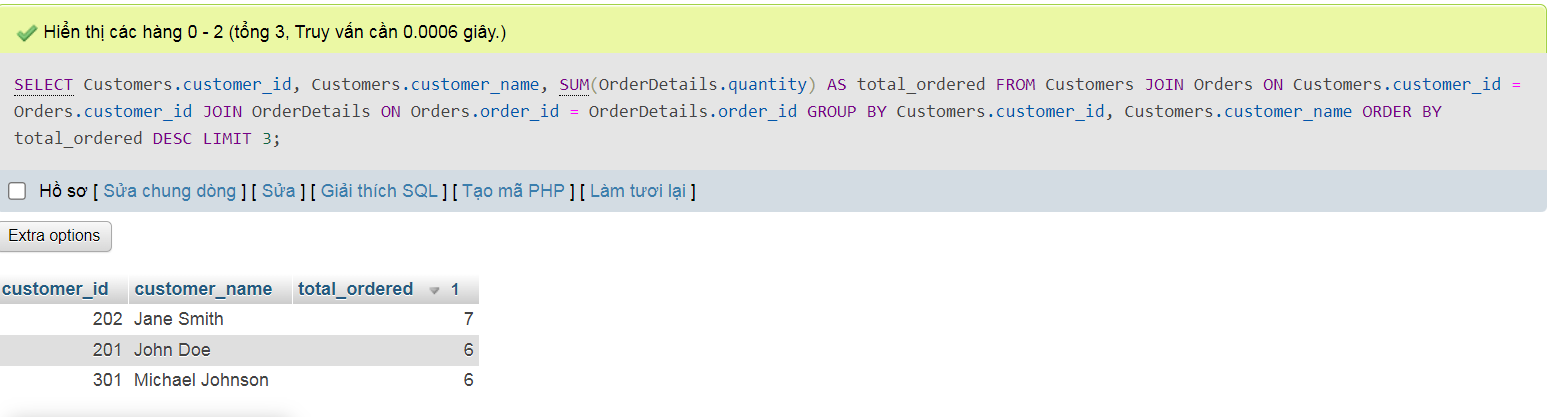 Hiển thị các hàng 0 - 2 (tổng 3, Truy vấn cần 0.0006 giây.)
SELECT Customers.customer_id, Customers.customer_name, SUM(OrderDetails.quantity) AS total_ordered FROM Customers JOIN Orders ON Customers.customer_id =
Orders.customer_id JOIN OrderDetails ON Orders.order_id = OrderDetails.order_id GROUP BY Customers.customer_id, Customers.customer_name ORDER BY
total_ordered DESC LIMIT 3;
Hồ sơ [ Sửa chung dòng ] [ Sửa ] [ Giải thích SQL ] [ Tạo mã PHP ] [ Làm tươi lại ]
Extra options
customer_id customer_name total_ordered 1
202 Jane Smith 7
201 John Doe 6
301 Michael Johnson 6